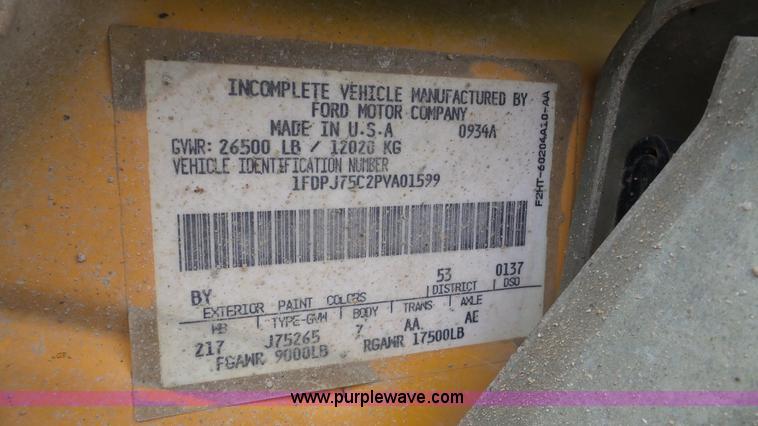 INCOMPLETE VEHICLE MANUFACTURED BY
FORD MOTOR COMPANY
MADE IN U.S.A 0934A
GVWR: 26500 LB / 12020 KG
VEHICLE IDENTIFICATION NUMBER
1FDPJ75C2PVA01599
F2HT-60204A10-AA
BY 53 0137
EXTERIOR PAINT COLORS DISTRICT DSO
WB TYPE-GVW BODY TRANS AXLE
217 J75265 7 AA AE
FGAWR 9000LB RGAWR 17500LB
www.purplewave.com